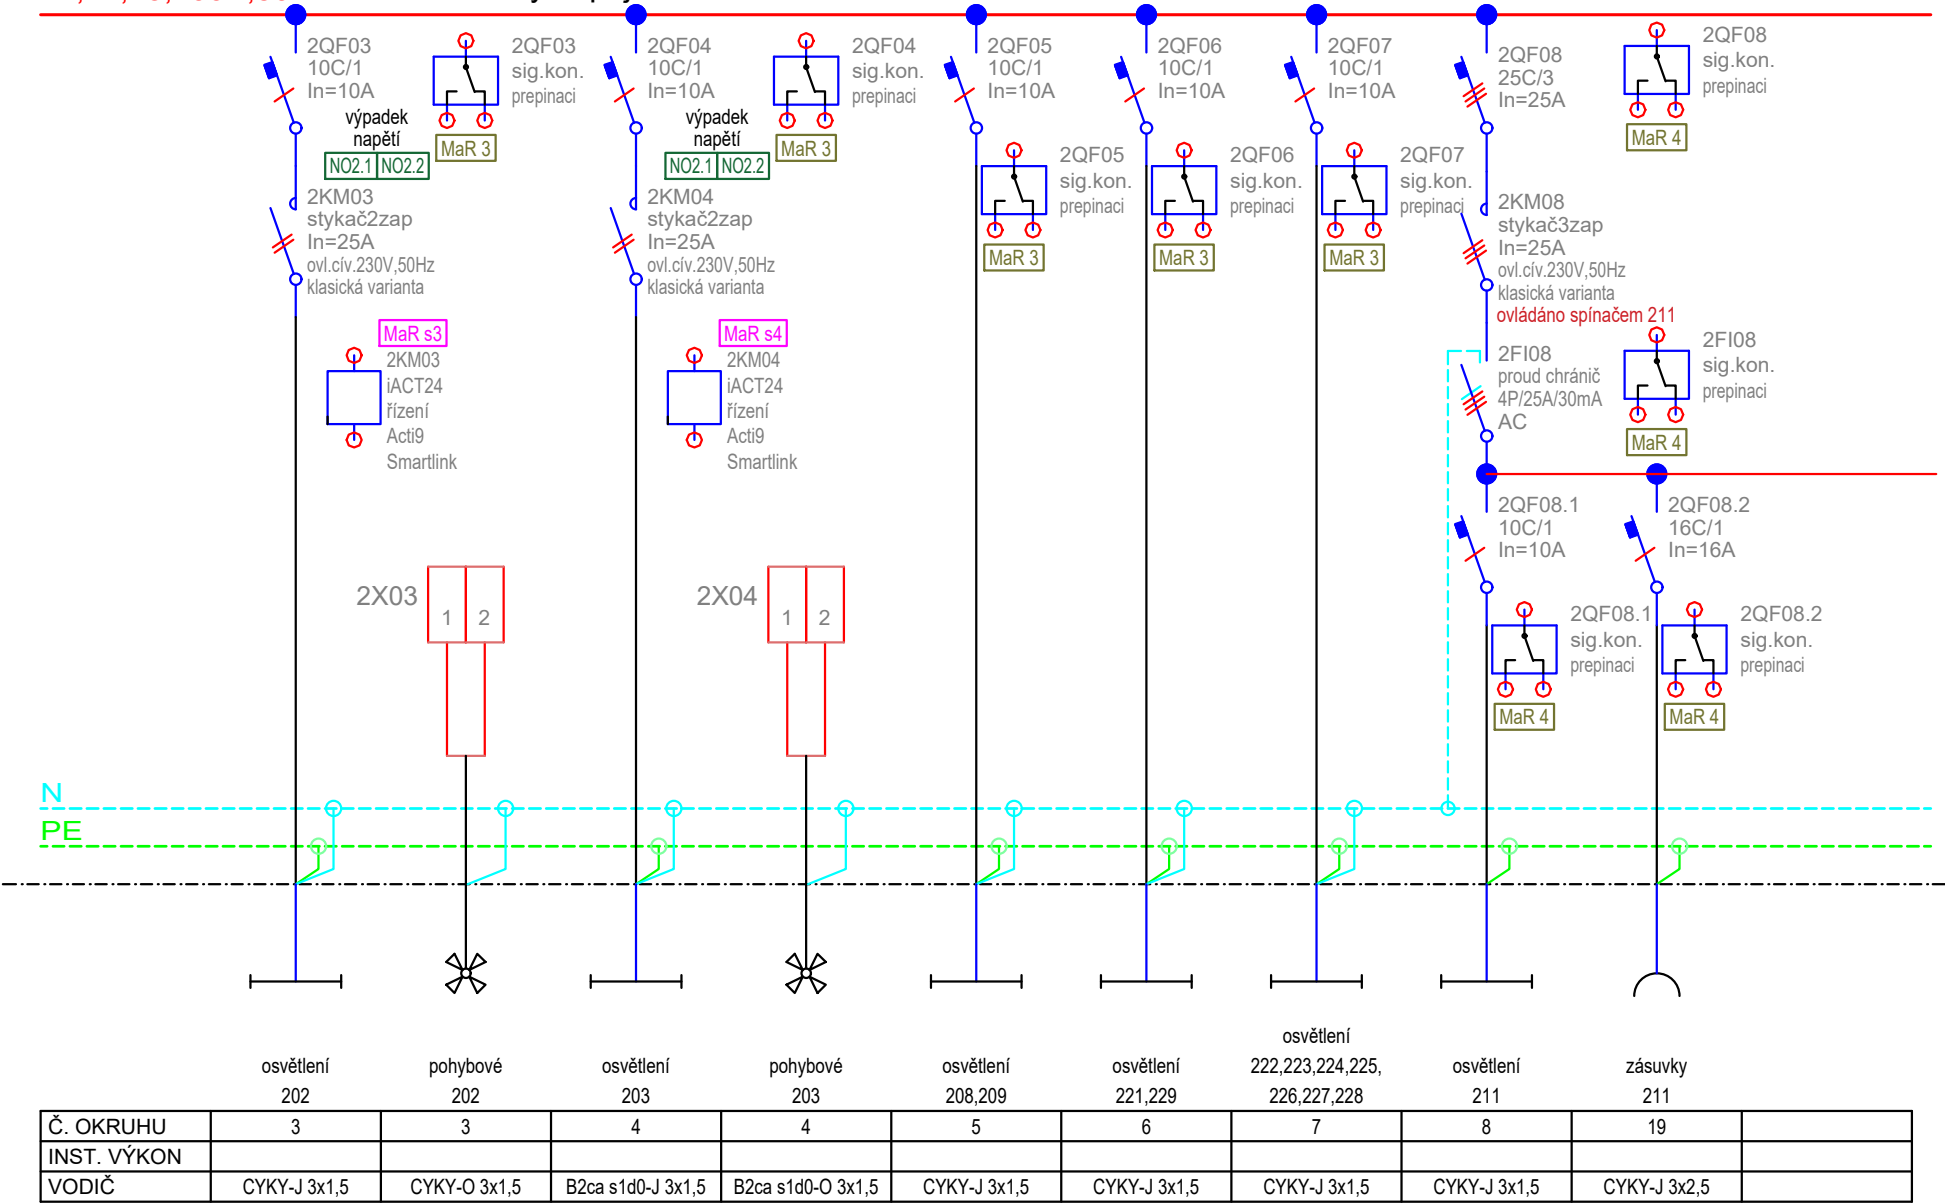 2QF03
10C/1
In=10A
výpadek
napětí
NO2.1 NO2.2
2QF03
sig.kon.
prepinaci
MaR 3
2KM03
stykač2zap
In=25A
ovl.cív.230V,50Hz
klasická varianta
MaR s3
2KM03
iACT24
řízení
Acti9
Smartlink
2X03
1 2
2QF04
10C/1
In=10A
výpadek
napětí
NO2.1 NO2.2
2QF04
sig.kon.
prepinaci
MaR 3
2KM04
stykač2zap
In=25A
ovl.cív.230V,50Hz
klasická varianta
MaR s4
2KM04
iACT24
řízení
Acti9
Smartlink
2X04
1 2
2QF05
10C/1
In=10A
2QF05
sig.kon.
prepinaci
MaR 3
2QF06
10C/1
In=10A
2QF06
sig.kon.
prepinaci
MaR 3
2QF07
10C/1
In=10A
2QF07
sig.kon.
prepinaci
MaR 3
2QF08
25C/3
In=25A
2QF08
sig.kon.
prepinaci
MaR 4
2KM08
stykač3zap
In=25A
ovl.cív.230V,50Hz
klasická varianta
ovládáno spínačem 211
2FI08
proud chránič
4P/25A/30mA
AC
2FI08
sig.kon.
prepinaci
MaR 4
2QF08.1
10C/1
In=10A
2QF08.1
sig.kon.
prepinaci
MaR 4
2QF08.2
16C/1
In=16A
2QF08.2
sig.kon.
prepinaci
MaR 4
N
PE
osvětlení
202
pohybové
202
osvětlení
203
pohybové
203
osvětlení
208,209
osvětlení
221,229
osvětlení
222,223,224,225,
226,227,228
osvětlení
211
zásuvky
211
Č. OKRUHU 3 3 4 4 5 6 7 8 19
INST. VÝKON
VODIČ CYKY-J 3x1,5 CYKY-O 3x1,5 B2ca s1d0-J 3x1,5 B2ca s1d0-O 3x1,5 CYKY-J 3x1,5 CYKY-J 3x1,5 CYKY-J 3x1,5 CYKY-J 3x1,5 CYKY-J 3x2,5